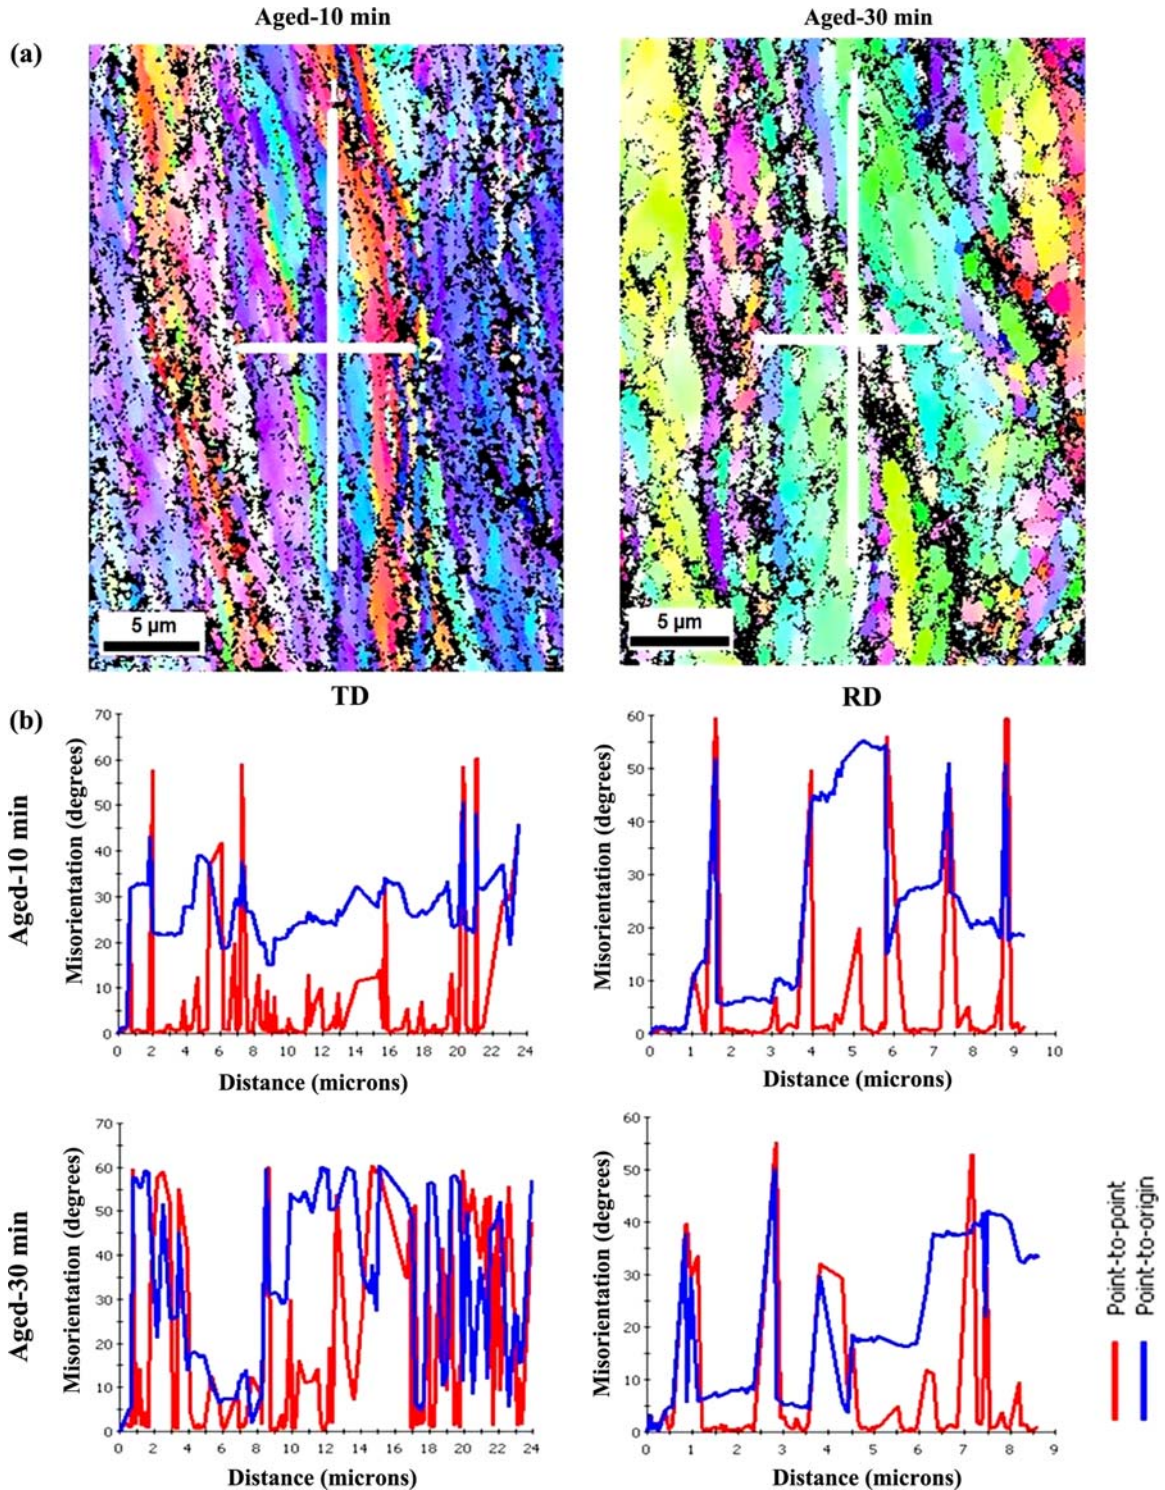 Aged-10 min
Aged-30 min
(a)
1
2
5 µm
5 µm
TD
RD
(b)
Aged-10 min
Misorientation (degrees)
70
60
50
40
30
20
10
0
0 2 4 6 8 10 12 14 16 18 20 22 24
Distance (microns)
Misorientation (degrees)
60
50
40
30
20
10
0
0 1 2 3 4 5 6 7 8 9 10
Distance (microns)
Aged-30 min
Misorientation (degrees)
70
60
50
40
30
20
10
0
0 2 4 6 8 10 12 14 16 18 20 22 24
Distance (microns)
Misorientation (degrees)
60
50
40
30
20
10
0
0 1 2 3 4 5 6 7 8 9
Distance (microns)
Point-to-point
Point-to-origin